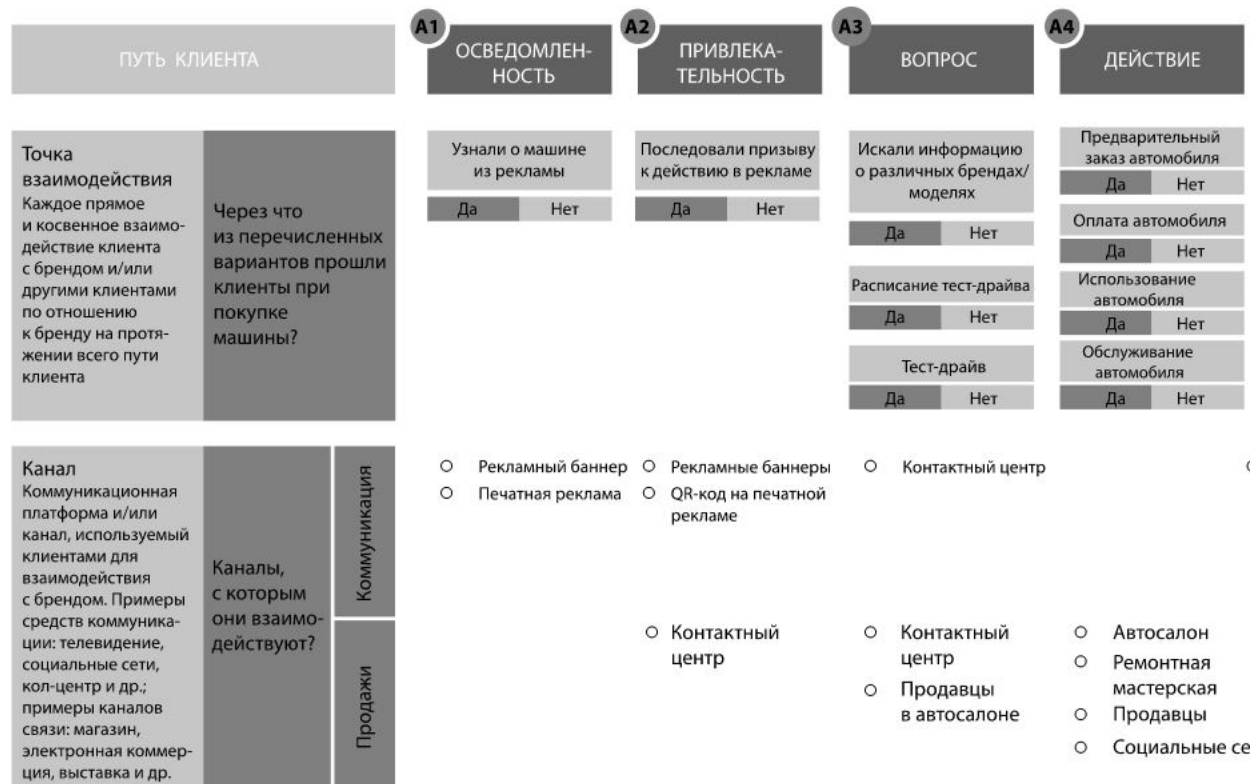 ПУТЬ КЛИЕНТА
A1
ОСВЕДОМЛЕН-
НОСТЬ
A2
ПРИВЛЕКА-
ТЕЛЬНОСТЬ
A3
ВОПРОС
A4
ДЕЙСТВИЕ
Точка
взаимодействия
Каждое прямое
и косвенное взаимо-
действие клиента
с брендом и/или
другими клиентами
по отношению
к бренду на протя-
жении всего пути
клиента
Через что
из перечисленных
вариантов прошли
клиенты при
покупке
машины?
Узнали о машине
из рекламы
Да Нет
Последовали призыву
к действию в рекламе
Да Нет
Искали информацию
о различных брендах/
моделях
Да Нет
Расписание тест-драйва
Да Нет
Тест-драйв
Да Нет
Предварительный
заказ автомобиля
Да Нет
Оплата автомобиля
Да Нет
Использование
автомобиля
Да Нет
Обслуживание
автомобиля
Да Нет
Канал
Коммуникационная
платформа и/или
канал, используемый
клиентами для
взаимодействия
с брендом. Примеры
средств коммуника-
ции: телевидение,
социальные сети,
кол-центр и др.;
примеры каналов
связи: магазин,
электронная коммер-
ция, выставка и др.
Каналы,
с которым
они взаимо-
действуют?
Коммуникация
Рекламный баннер
Печатная реклама
Рекламные баннеры
QR-код на печатной
рекламе
Контактный центр
Продажи
Контактный
центр
Контактный
центр
Продавцы
в автосалоне
Автосалон
Ремонтная
мастерская
Продавцы
Социальные се